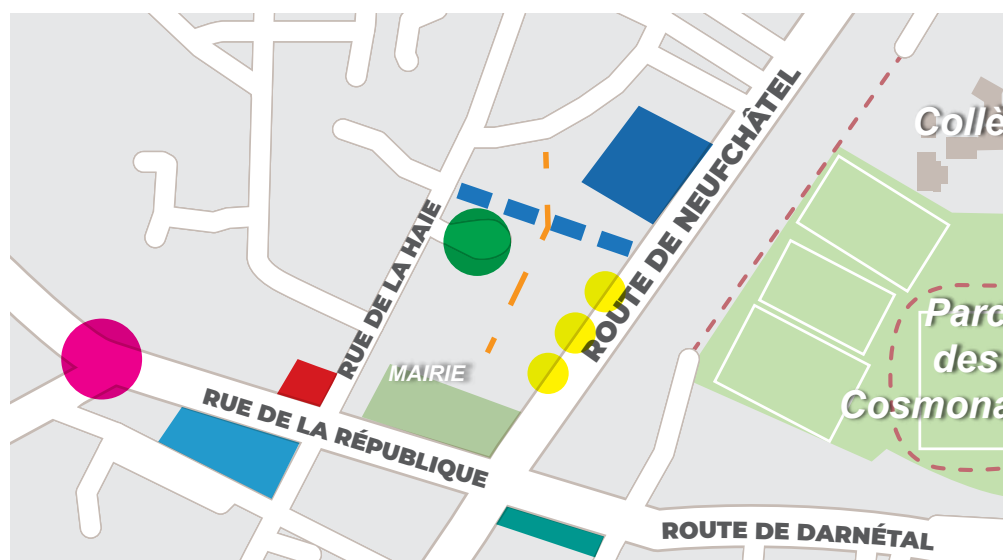 Collè
ROUTE DE NEUFCHÂTEL
RUE DE LA HAIE
Parc
des
Cosmona
MAIRIE
RUE DE LA RÉPUBLIQUE
ROUTE DE DARNÉTAL